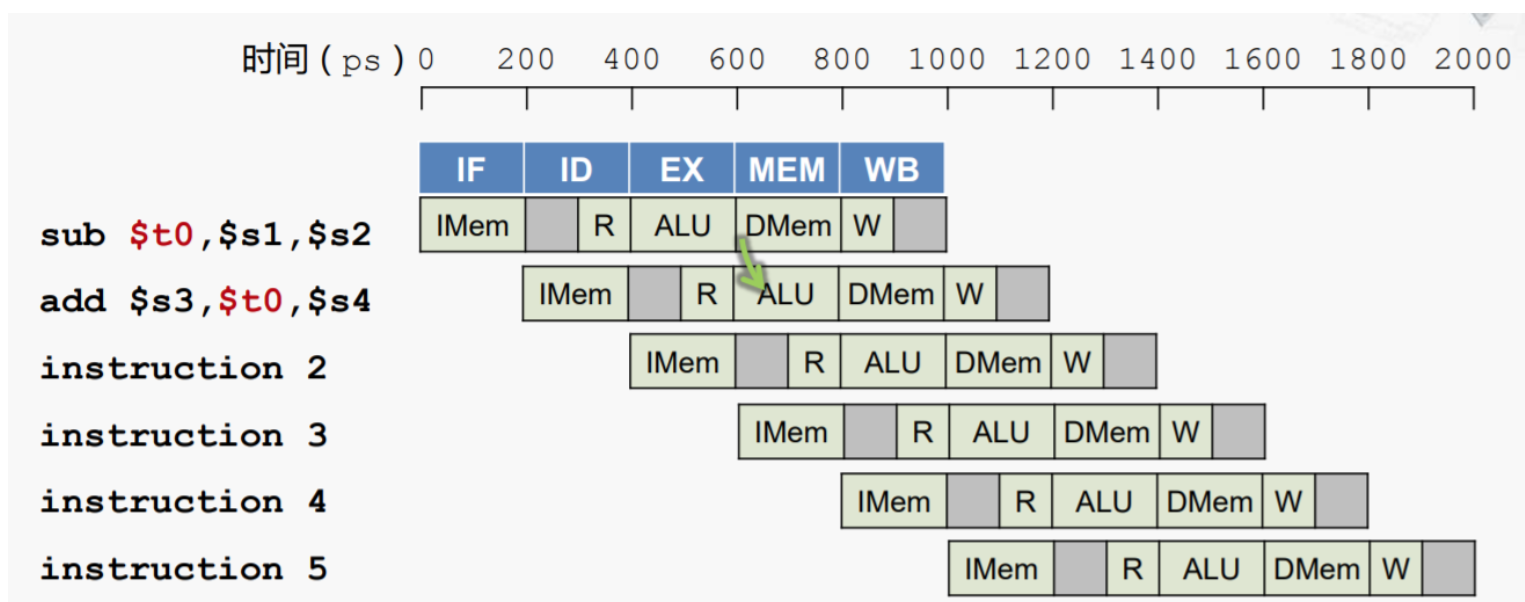 时间(ps) 0 200 400 600 800 1000 1200 1400 1600 1800 2000
IF ID EX MEM WB
sub $t0,$s1,$s2 IMem R ALU DMem W
add $s3,$t0,$s4 IMem R ALU DMem W
instruction 2 IMem R ALU DMem W
instruction 3 IMem R ALU DMem W
instruction 4 IMem R ALU DMem W
instruction 5 IMem R ALU DMem W